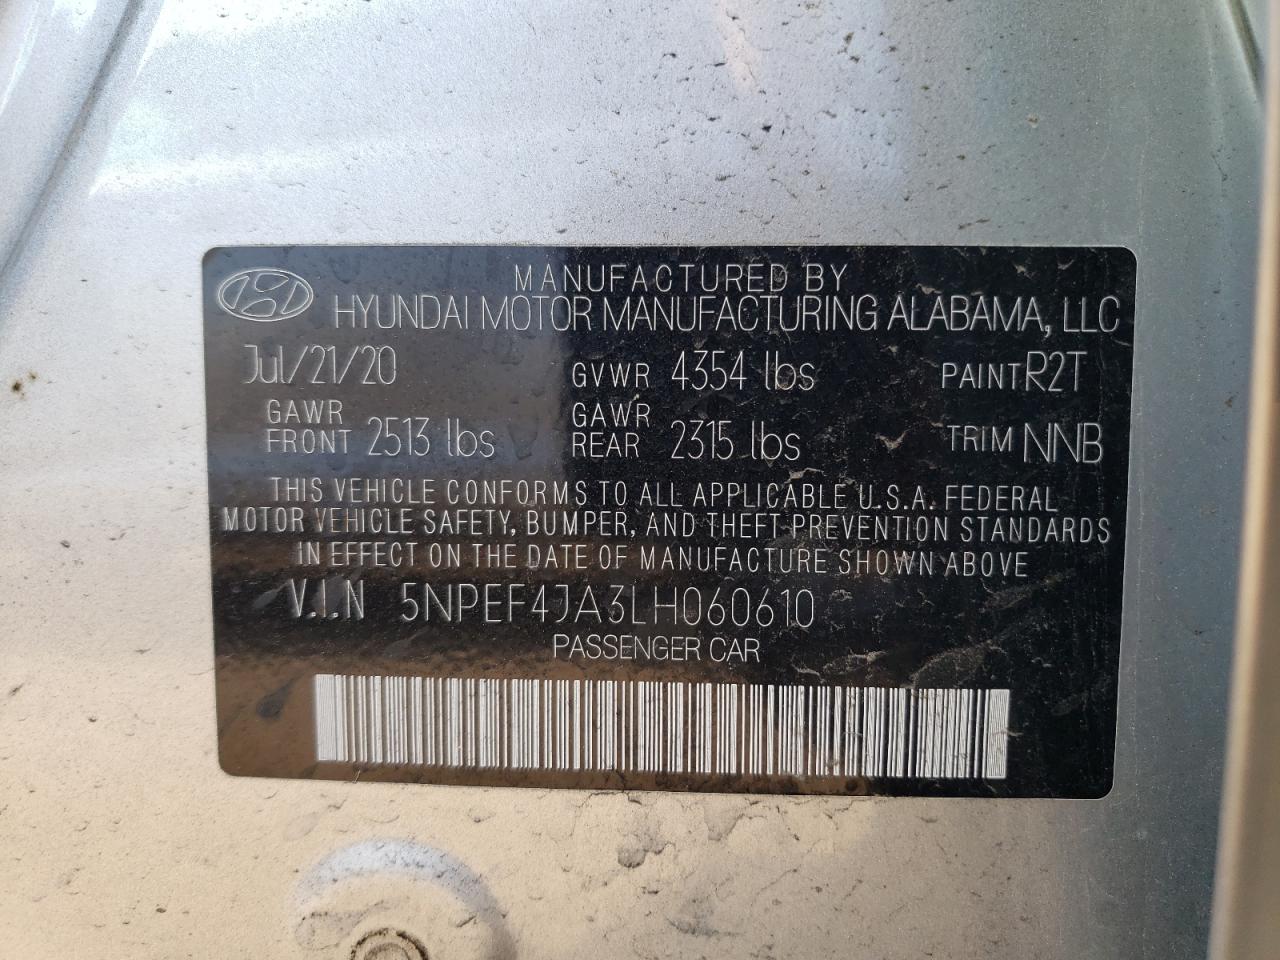 MANUFACTURED BY
HYUNDAI MOTOR MANUFACTURING ALABAMA, LLC
Jul/21/20 GVWR 4354 lbs PAINT R2T
GAWR FRONT 2513 lbs GAWR REAR 2315 lbs TRIM NNB
THIS VEHICLE CONFORMS TO ALL APPLICABLE U.S.A. FEDERAL
MOTOR VEHICLE SAFETY, BUMPER, AND THEFT PREVENTION STANDARDS
IN EFFECT ON THE DATE OF MANUFACTURE SHOWN ABOVE
V.I.N 5NPEF4JA3LH060610
PASSENGER CAR